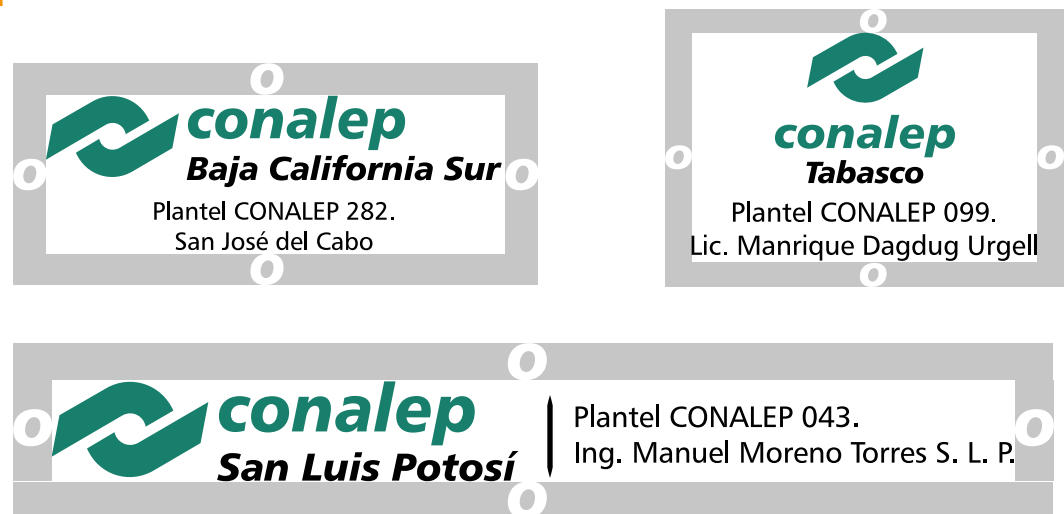 o
conalep
Baja California Sur
o
o
Plantel CONALEP 282.
San José del Cabo
o
o
conalep
o
o
Tabasco
Plantel CONALEP 099.
Lic. Manrique Dagdug Urgell
o
o
conalep
San Luis Potosí
o
o
Plantel CONALEP 043.
Ing. Manuel Moreno Torres S. L. P.
o